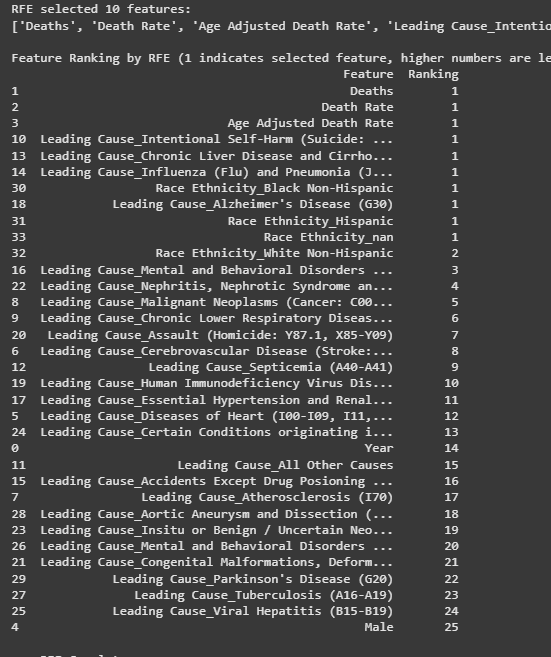 RFE selected 10 features:
['Deaths', 'Death Rate', 'Age Adjusted Death Rate', 'Leading Cause_Intentio
Feature Ranking by RFE (1 indicates selected feature, higher numbers are le
Feature Ranking
1 Deaths 1
2 Death Rate 1
3 Age Adjusted Death Rate 1
10 Leading Cause_Intentional Self-Harm (Suicide: ... 1
13 Leading Cause_Chronic Liver Disease and Cirrho... 1
14 Leading Cause_Influenza (Flu) and Pneumonia (J... 1
30 Race Ethnicity_Black Non-Hispanic 1
18 Leading Cause_Alzheimer's Disease (G30) 1
31 Race Ethnicity_Hispanic 1
33 Race Ethnicity_nan 1
32 Race Ethnicity_White Non-Hispanic 2
16 Leading Cause_Mental and Behavioral Disorders ... 3
22 Leading Cause_Nephritis, Nephrotic Syndrome an... 4
8 Leading Cause_Malignant Neoplasms (Cancer: C00... 5
9 Leading Cause_Chronic Lower Respiratory Diseas... 6
20 Leading Cause_Assault (Homicide: Y87.1, X85-Y09) 7
6 Leading Cause_Cerebrovascular Disease (Stroke:... 8
12 Leading Cause_Septicemia (A40-A41) 9
19 Leading Cause_Human Immunodeficiency Virus Dis... 10
17 Leading Cause_Essential Hypertension and Renal... 11
5 Leading Cause_Diseases of Heart (I00-I09, I11,... 12
24 Leading Cause_Certain Conditions originating i... 13
0 Year 14
11 Leading Cause_All Other Causes 15
15 Leading Cause_Accidents Except Drug Posioning ... 16
7 Leading Cause_Atherosclerosis (I70) 17
28 Leading Cause_Aortic Aneurysm and Dissection (... 18
23 Leading Cause_Insitu or Benign / Uncertain Neo... 19
26 Leading Cause_Mental and Behavioral Disorders ... 20
21 Leading Cause_Congenital Malformations, Deform... 21
29 Leading Cause_Parkinson's Disease (G20) 22
27 Leading Cause_Tuberculosis (A16-A19) 23
25 Leading Cause_Viral Hepatitis (B15-B19) 24
4 Male 25